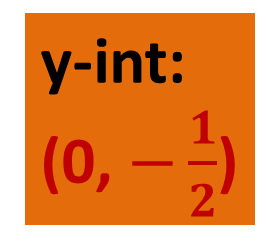 y-int:
(0, −1/2)